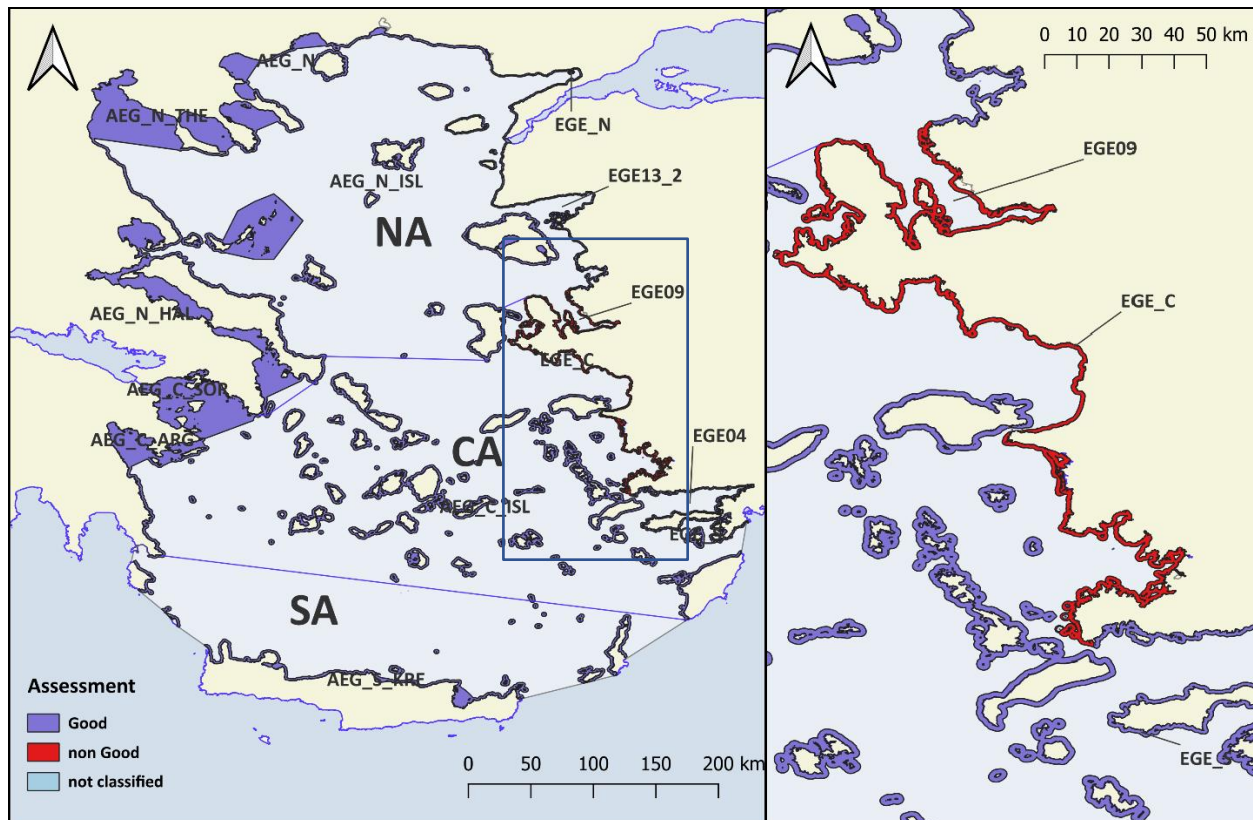 AEG_N
AEG_N_THE
EGE_N
AEG_N_ISL
EGE13_2
NA
EGE09
AEG_N_HAL
EGE_C
AEG_C_SOR
AEG_C_ARG
CA
EGE04
AEG_C_ISL
SA
AEG_S_KRE
Assessment
Good
non Good
not classified
0 50 100 150 200 km
0 10 20 30 40 50 km
EGE09
EGE_C
EGE_S